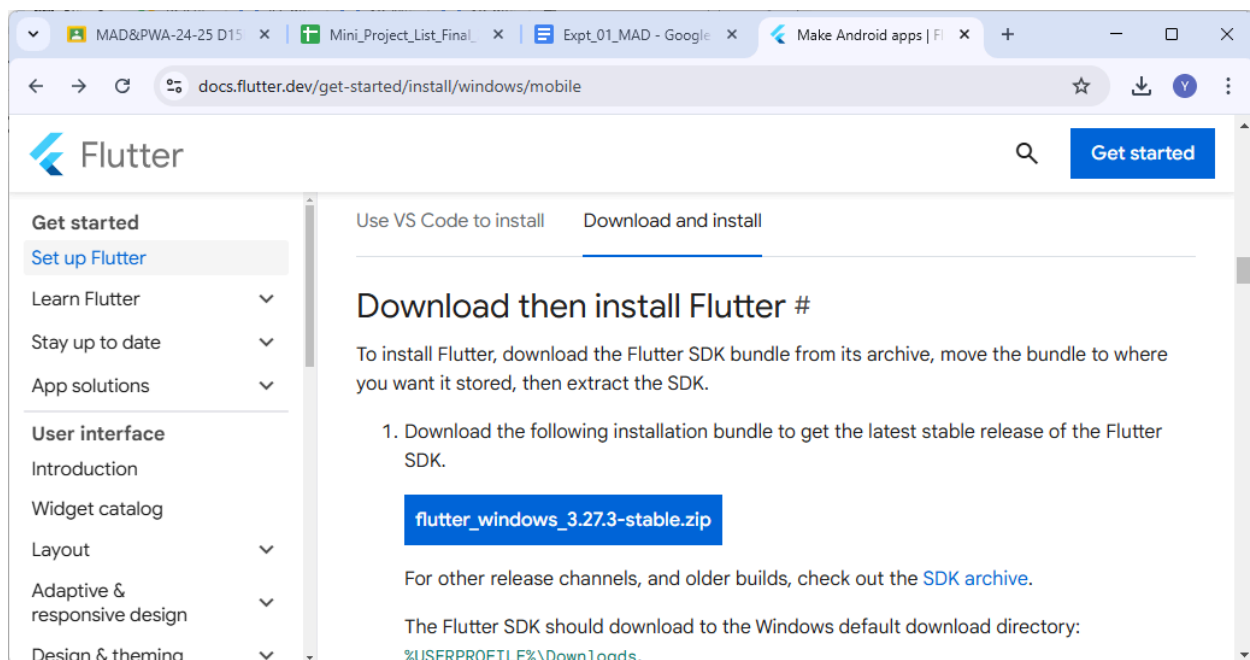 MAD&PWA-24-25 D15
Mini_Project_List_Final_
Expt_01_MAD - Google
Make Android apps | Fl
docs.flutter.dev/get-started/install/windows/mobile
Y
Flutter
Get started
Get started
Set up Flutter
Learn Flutter
Stay up to date
App solutions
User interface
Introduction
Widget catalog
Layout
Adaptive &
responsive design
Design & theming
Use VS Code to install
Download and install
Download then install Flutter #
To install Flutter, download the Flutter SDK bundle from its archive, move the bundle to where
you want it stored, then extract the SDK.
1. Download the following installation bundle to get the latest stable release of the Flutter
SDK.
flutter_windows_3.27.3-stable.zip
For other release channels, and older builds, check out the SDK archive.
The Flutter SDK should download to the Windows default download directory:
%USERPROFILE%\Downloads.